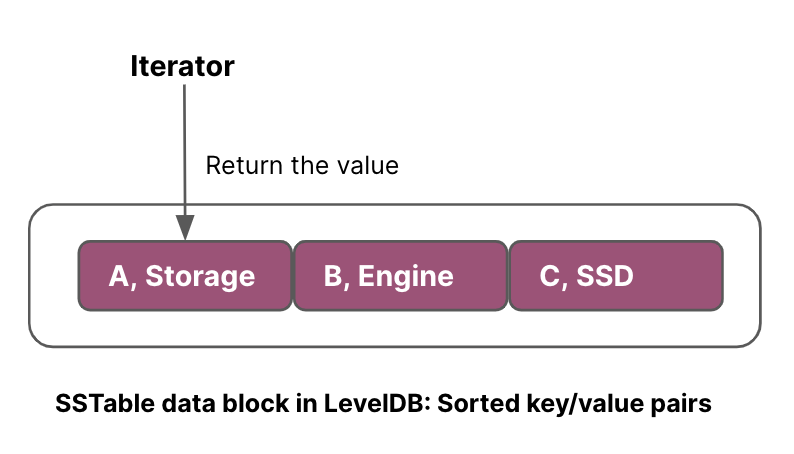 Iterator
Return the value
A, Storage
B, Engine
C, SSD
SSTable data block in LevelDB: Sorted key/value pairs